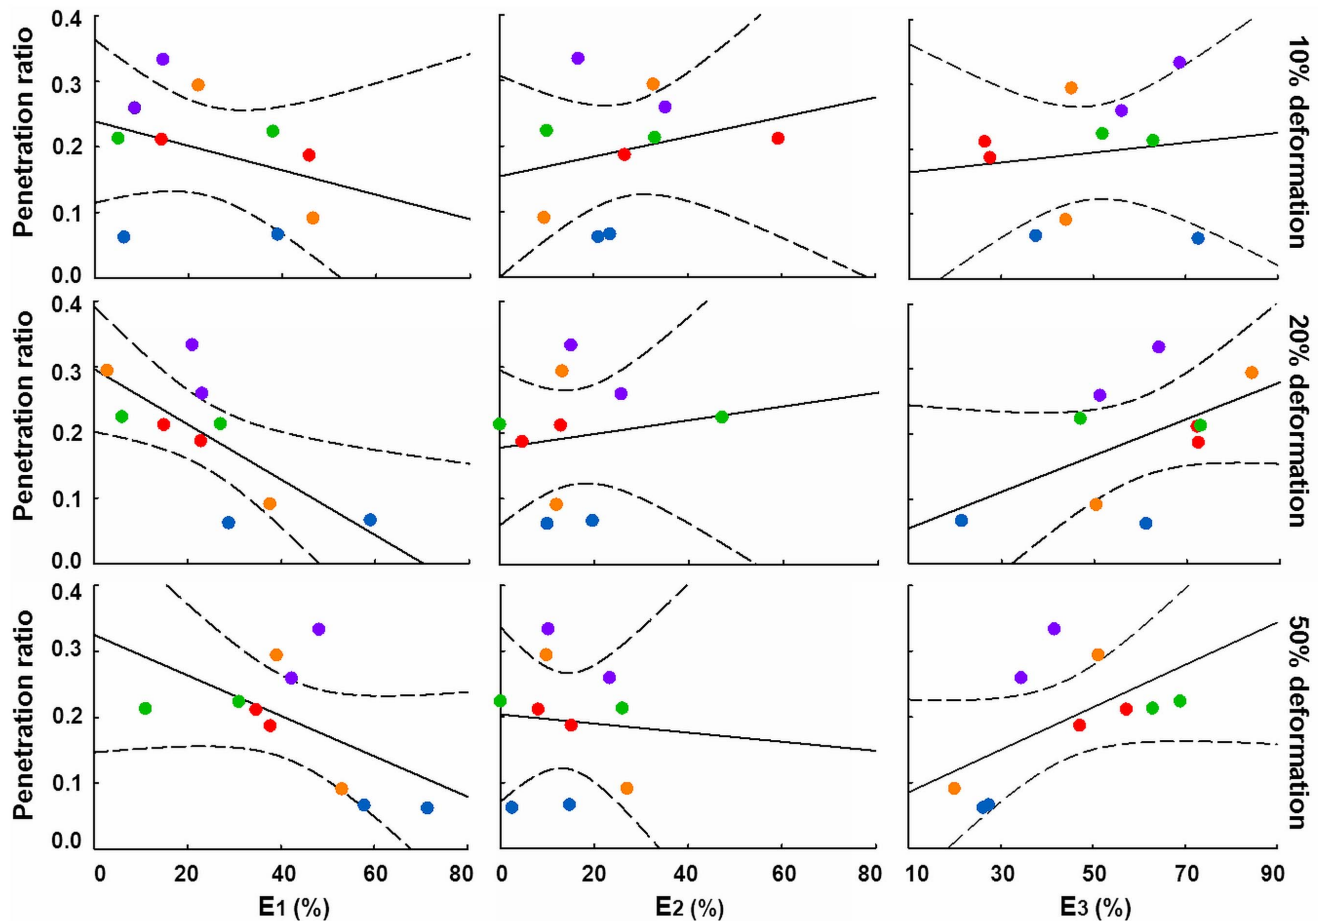 0.4
0.3
0.2
0.1
0.0
Penetration ratio
10% deformation
0.4
0.3
0.2
0.1
0.0
Penetration ratio
20% deformation
0.4
0.3
0.2
0.1
0.0
Penetration ratio
50% deformation
0 20 40 60 80 0 20 40 60 80 10 30 50 70 90
E1 (%) E2 (%) E3 (%)